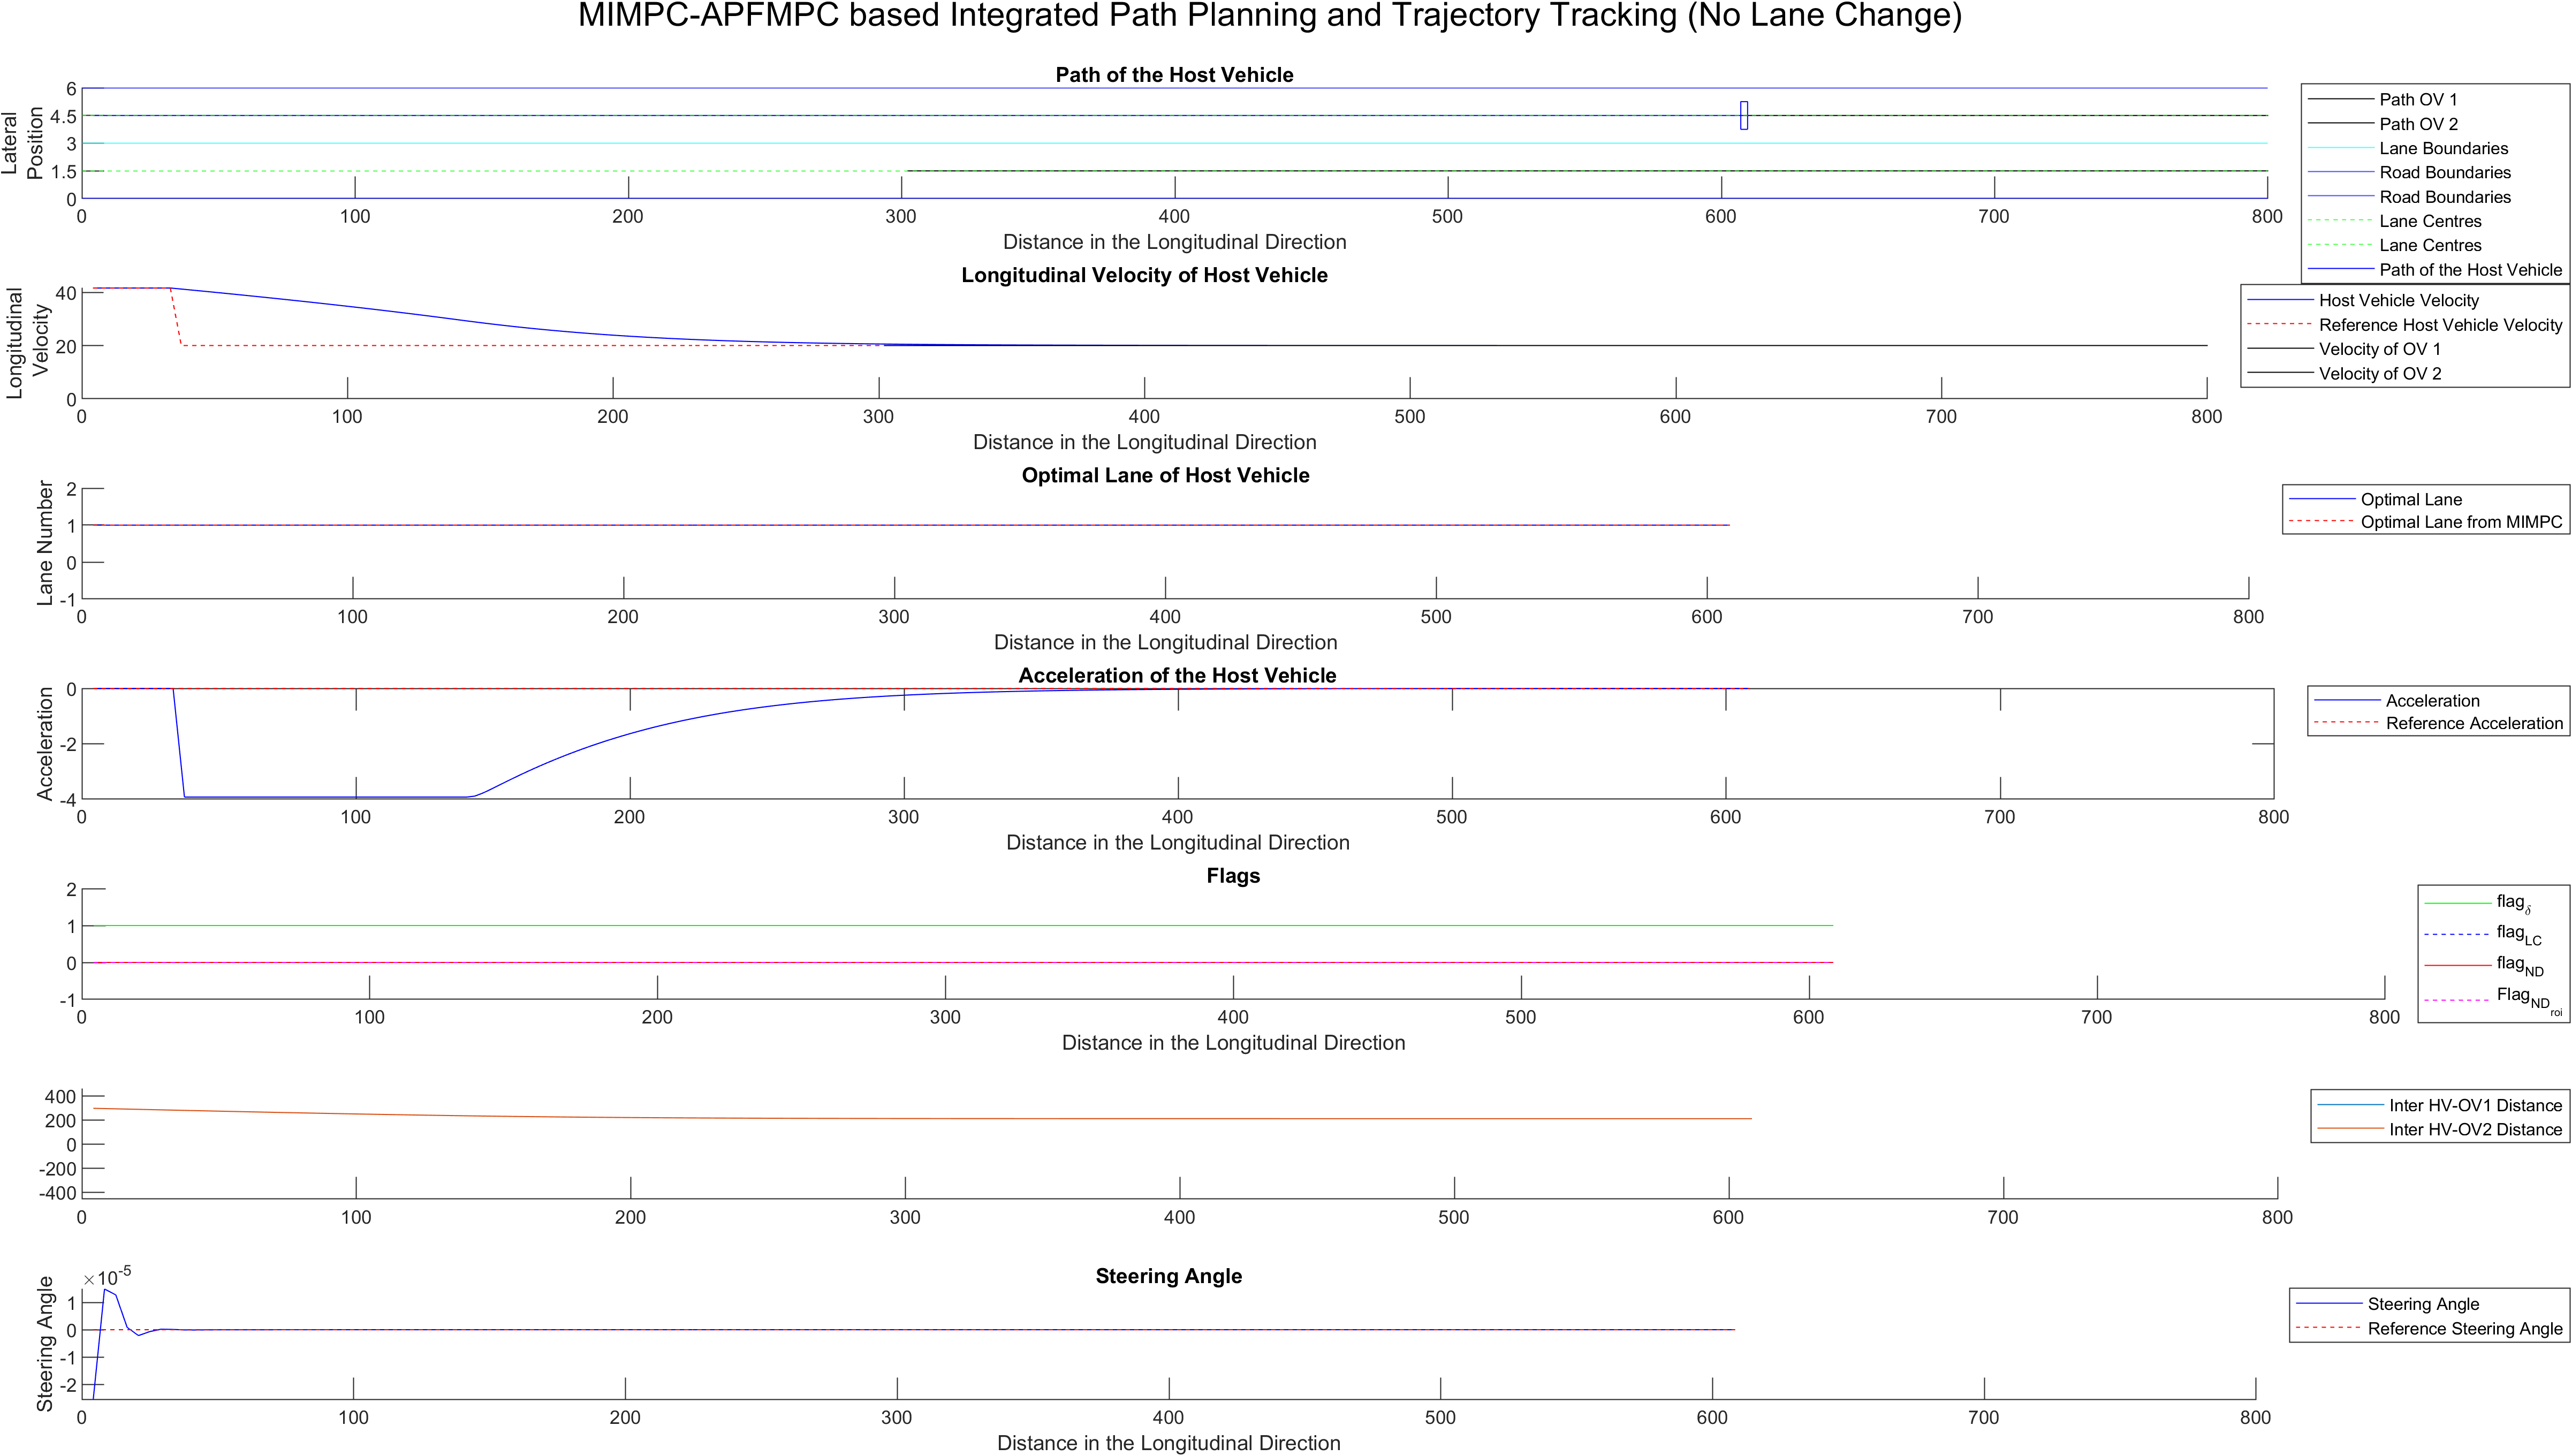 MIMPC-APFMPC based Integrated Path Planning and Trajectory Tracking (No Lane Change)
Path of the Host Vehicle
Lateral
Position
6
4.5
3
1.5
0
0 100 200 300 400 500 600 700 800
Distance in the Longitudinal Direction
Path OV 1
Path OV 2
Lane Boundaries
Road Boundaries
Road Boundaries
Lane Centres
Lane Centres
Path of the Host Vehicle
Longitudinal Velocity of Host Vehicle
Longitudinal
Velocity
40
20
0
0 100 200 300 400 500 600 700 800
Distance in the Longitudinal Direction
Host Vehicle Velocity
Reference Host Vehicle Velocity
Velocity of OV 1
Velocity of OV 2
Optimal Lane of Host Vehicle
Lane Number
2
1
0
-1
0 100 200 300 400 500 600 700 800
Distance in the Longitudinal Direction
Optimal Lane
Optimal Lane from MIMPC
Acceleration of the Host Vehicle
Acceleration
0
-2
-4
0 100 200 300 400 500 600 700 800
Distance in the Longitudinal Direction
Acceleration
Reference Acceleration
Flags
2
1
0
-1
0 100 200 300 400 500 600 700 800
Distance in the Longitudinal Direction
flagδ
flagLC
flagND
FlagNDroi
400
200
0
-200
-400
0 100 200 300 400 500 600 700 800
Inter HV-OV1 Distance
Inter HV-OV2 Distance
Steering Angle
×10-5
Steering Angle
1
0
-1
-2
0 100 200 300 400 500 600 700 800
Distance in the Longitudinal Direction
Steering Angle
Reference Steering Angle